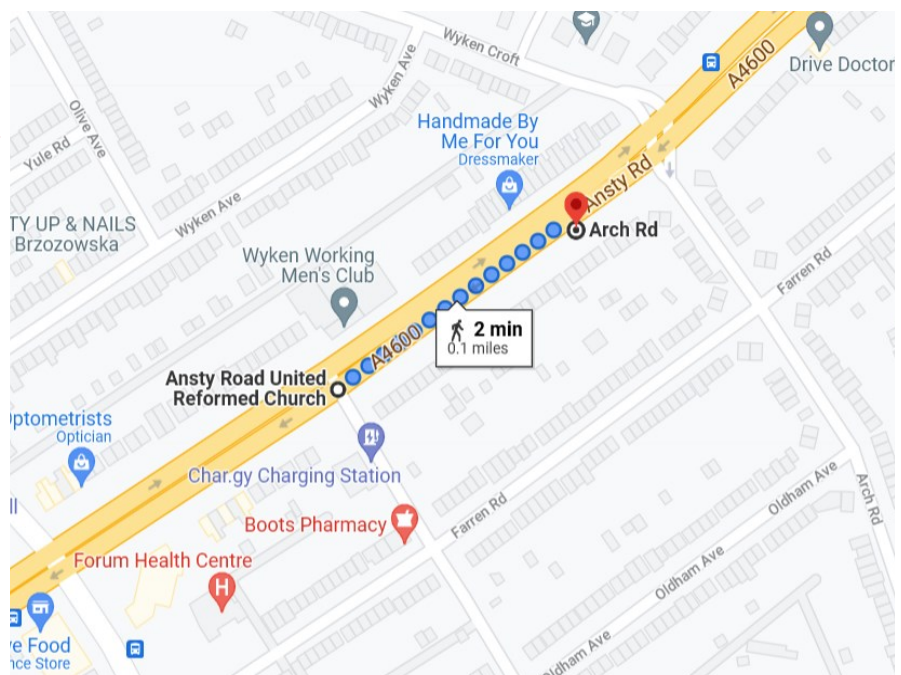 Wyken Croft
A4600
Drive Doctor
Wyken Ave
Olive Ave
Yule Rd
Handmade By
Me For You
Dressmaker
Ansty Rd
Arch Rd
Wyken Ave
TY UP & NAILS
Brzozowska
Wyken Working
Men's Club
Farren Rd
2 min
0.1 miles
A4600
Ansty Road United
Reformed Church
ptometrists
Optician
Char.gy Charging Station
ll
Boots Pharmacy
Farren Rd
Oldham Ave
Arch Rd
Forum Health Centre
H
Oldham Ave
ve Food
nce Store
Oldham Ave